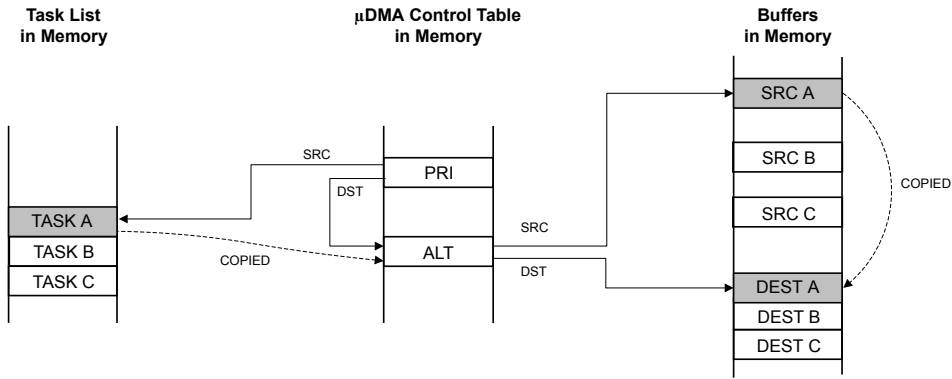 Task List
in Memory
µDMA Control Table
in Memory
Buffers
in Memory
SRC A
SRC
PRI
SRC B
DST
COPIED
TASK A
SRC C
SRC
TASK B
COPIED
ALT
DST
TASK C
DEST A
DEST B
DEST C